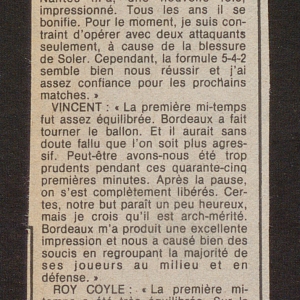 Nantes m'a, une nouvelle fois,
impressionné. Tous les ans il se
bonifie. Pour le moment, je suis con-
traint d'opérer avec deux attaquants
seulement, à cause de la blessure
de Soler. Cependant, la formule 5-4-2
semble bien nous réussir et j'ai
assez confiance pour les prochains
matches. »
VINCENT : « La première mi-temps
fut assez équilibrée. Bordeaux a fait
tourner le ballon. Et il aurait sans
doute fallu que l'on soit plus agres-
sif. Peut-être avons-nous été trop
prudents pendant ces quarante-cinq
premières minutes. Après la pause,
on s'est complètement libérés. Cer-
tes, notre but paraît un peu heureux,
mais je crois qu'il est arch-mérité.
Bordeaux m'a produit une excellente
impression et nous a causé bien des
soucis en regroupant la majorité de
ses joueurs au milieu et en
défense. »
ROY COYLE : « La première mi-